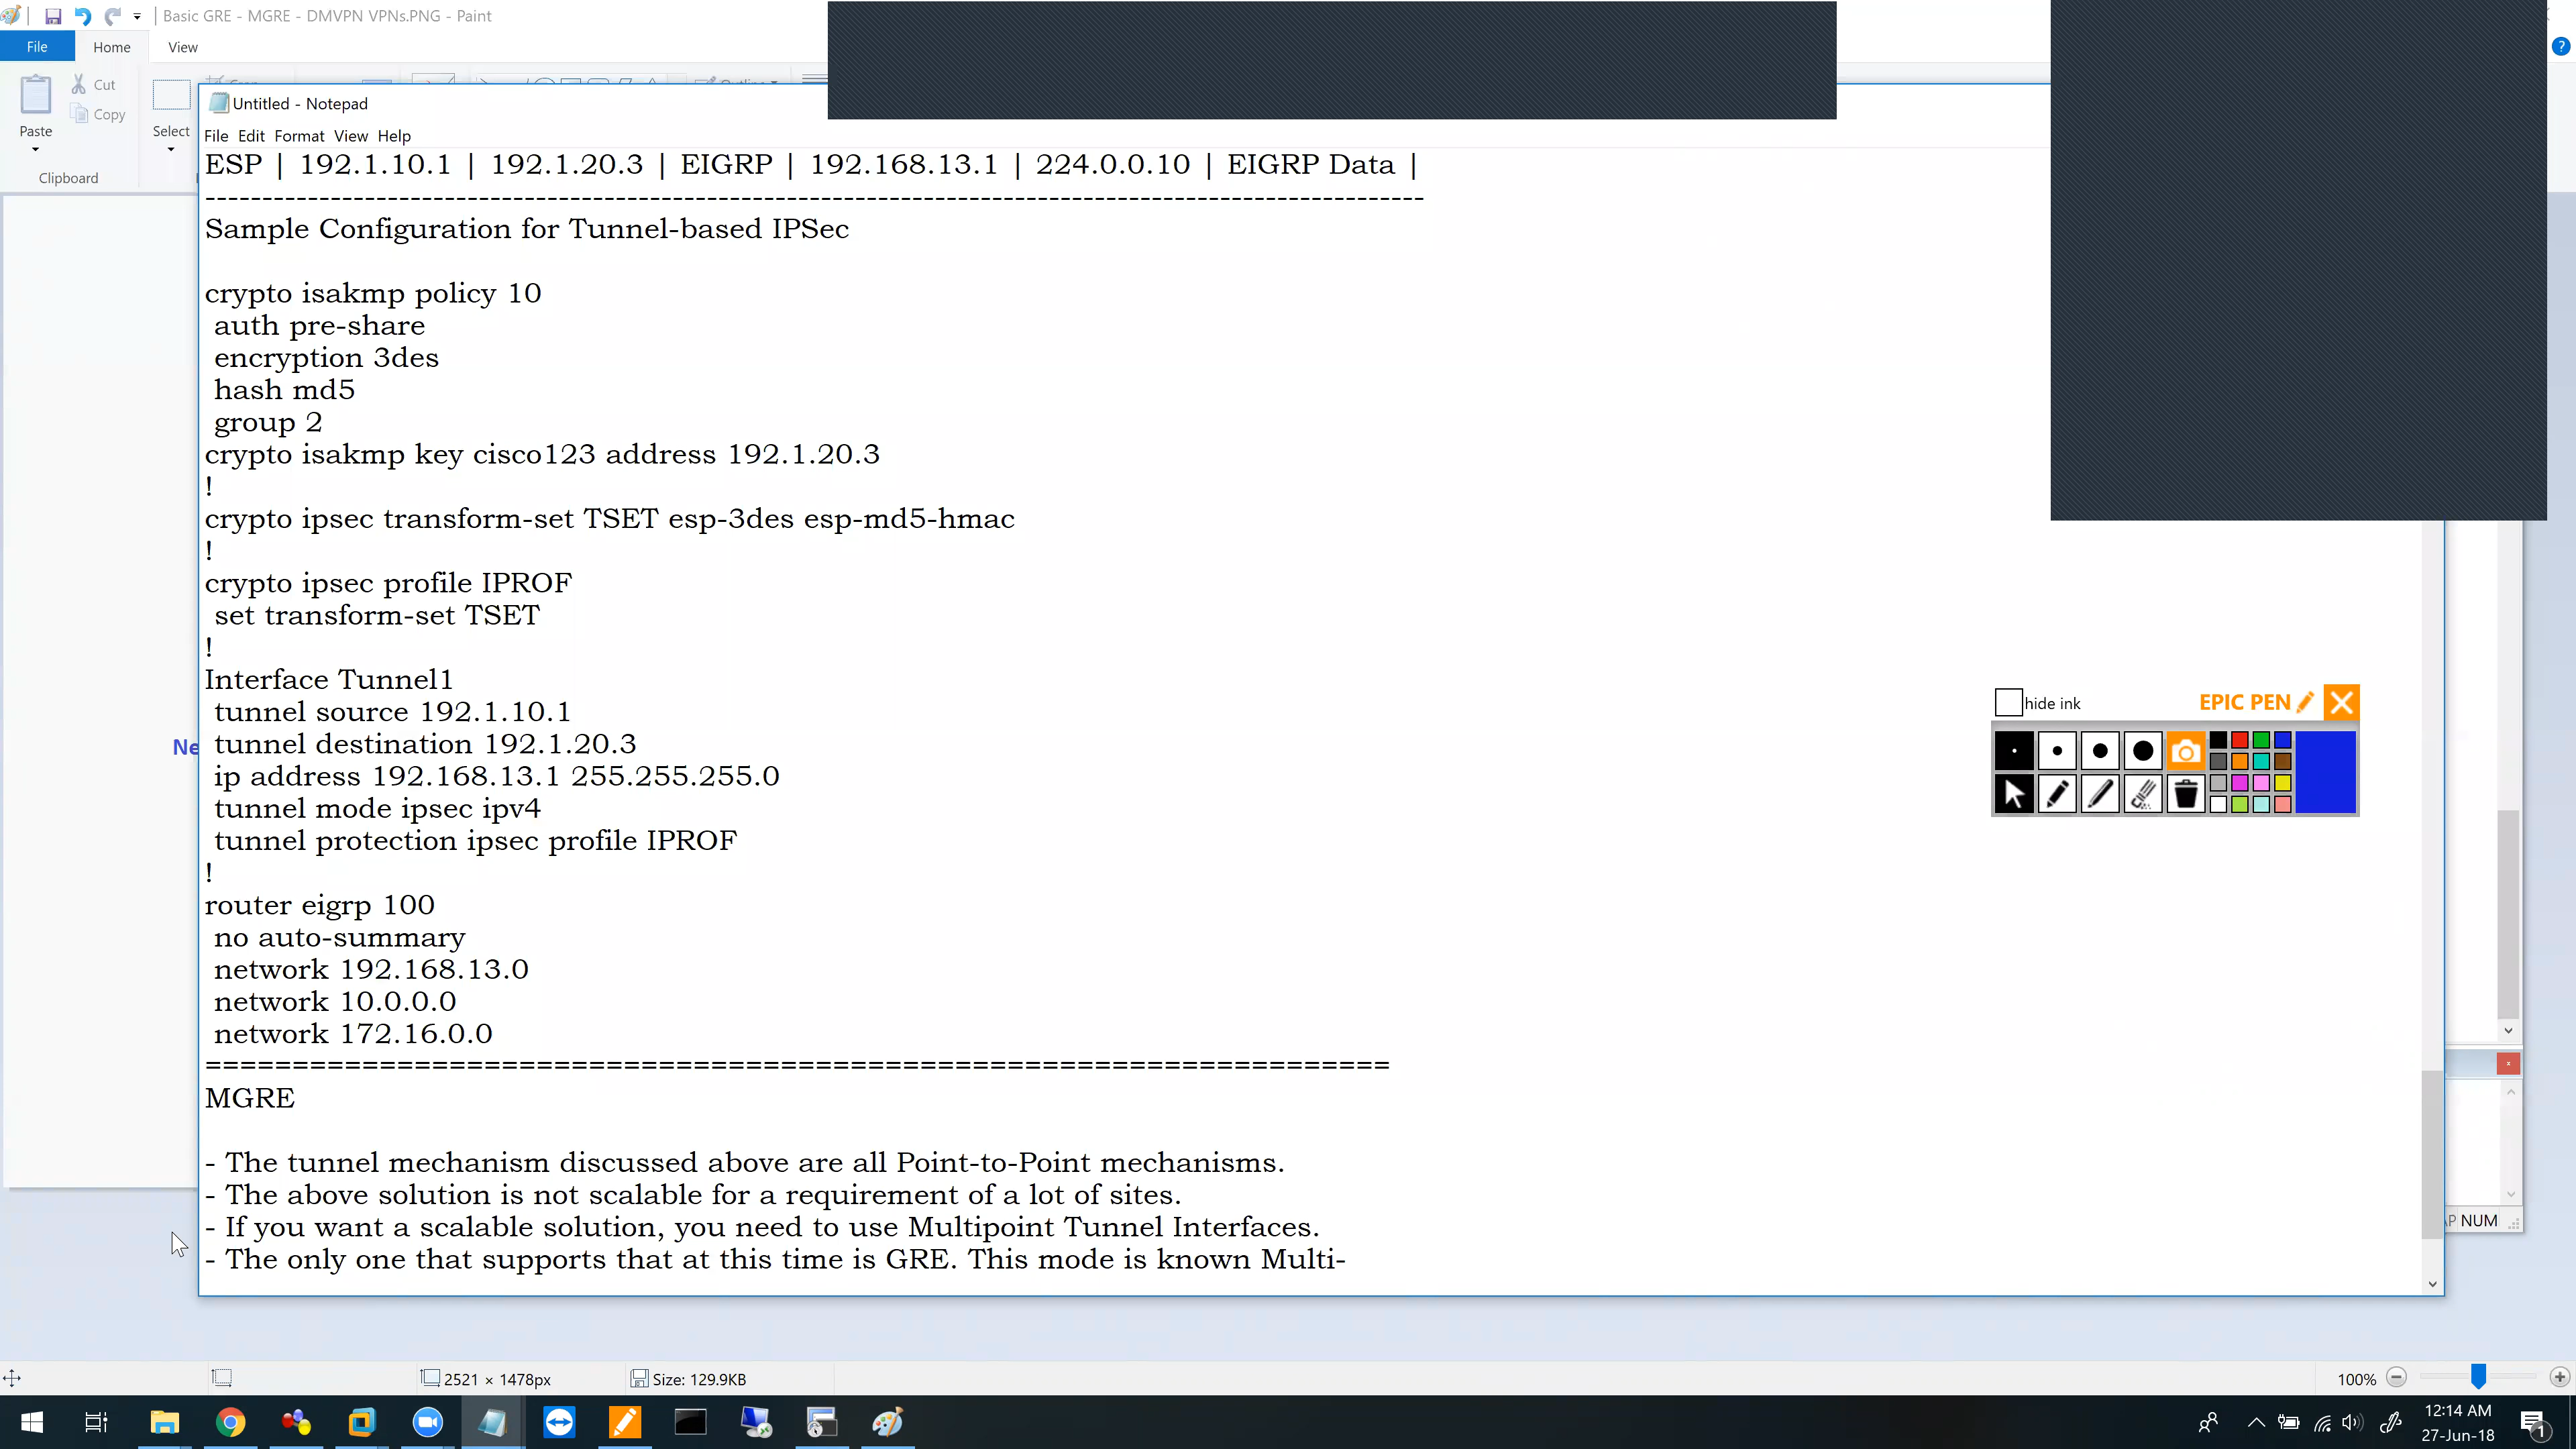 Basic GRE - MGRE - DMVPN VPNs.PNG - Paint
File Home View
Cut
Copy
Paste
Select
Clipboard
Untitled - Notepad
File Edit Format View Help
ESP | 192.1.10.1 | 192.1.20.3 | EIGRP | 192.168.13.1 | 224.0.0.10 | EIGRP Data |
------------------------------------------------------------------------------------------------------------
Sample Configuration for Tunnel-based IPSec
crypto isakmp policy 10
auth pre-share
encryption 3des
hash md5
group 2
crypto isakmp key cisco123 address 192.1.20.3
!
crypto ipsec transform-set TSET esp-3des esp-md5-hmac
!
crypto ipsec profile IPROF
set transform-set TSET
!
Interface Tunnel1
tunnel source 192.1.10.1
tunnel destination 192.1.20.3
ip address 192.168.13.1 255.255.255.0
tunnel mode ipsec ipv4
tunnel protection ipsec profile IPROF
!
router eigrp 100
no auto-summary
network 192.168.13.0
network 10.0.0.0
network 172.16.0.0
====================================================================
MGRE
- The tunnel mechanism discussed above are all Point-to-Point mechanisms.
- The above solution is not scalable for a requirement of a lot of sites.
- If you want a scalable solution, you need to use Multipoint Tunnel Interfaces.
- The only one that supports that at this time is GRE. This mode is known Multi-
Ne
hide ink
EPIC PEN
NUM
2521 × 1478px
Size: 129.9KB
100%
12:14 AM
27-Jun-18
1